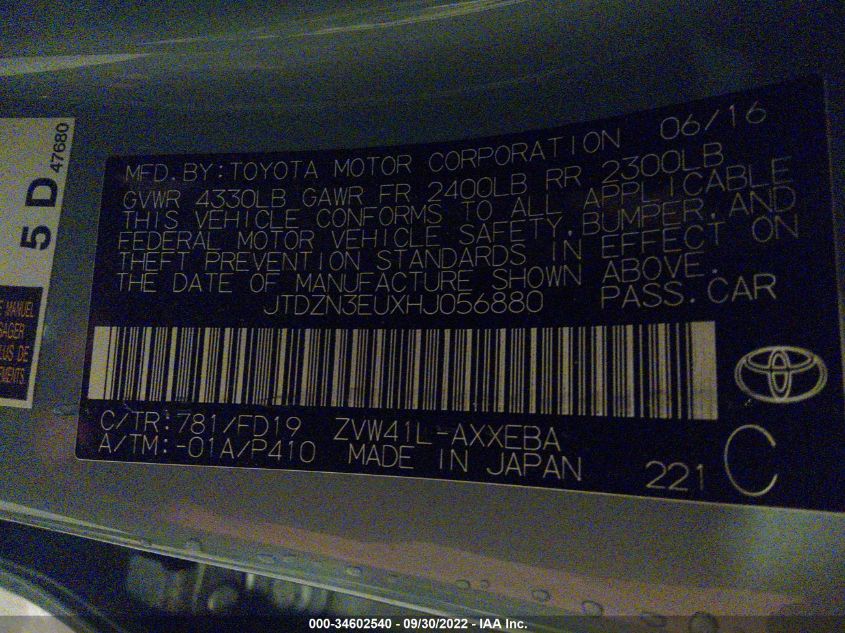 MFD.BY:TOYOTA MOTOR CORPORATION 06/16
GVWR 4330LB GAWR FR 2400LB RR 2300LB
THIS VEHICLE CONFORMS TO ALL APPLICABLE
FEDERAL MOTOR VEHICLE SAFETY,BUMPER,AND
THEFT PREVENTION STANDARDS IN EFFECT ON
THE DATE OF MANUFACTURE SHOWN ABOVE.
JTDZN3EUXHJ056880 PASS.CAR
C/TR:781/FD19 ZVW41L-AXXEBA
A/TM:-01A/P410 MADE IN JAPAN 221 C
5 D 47680
MANUEL
000-34602540 - 09/30/2022 - IAA Inc.